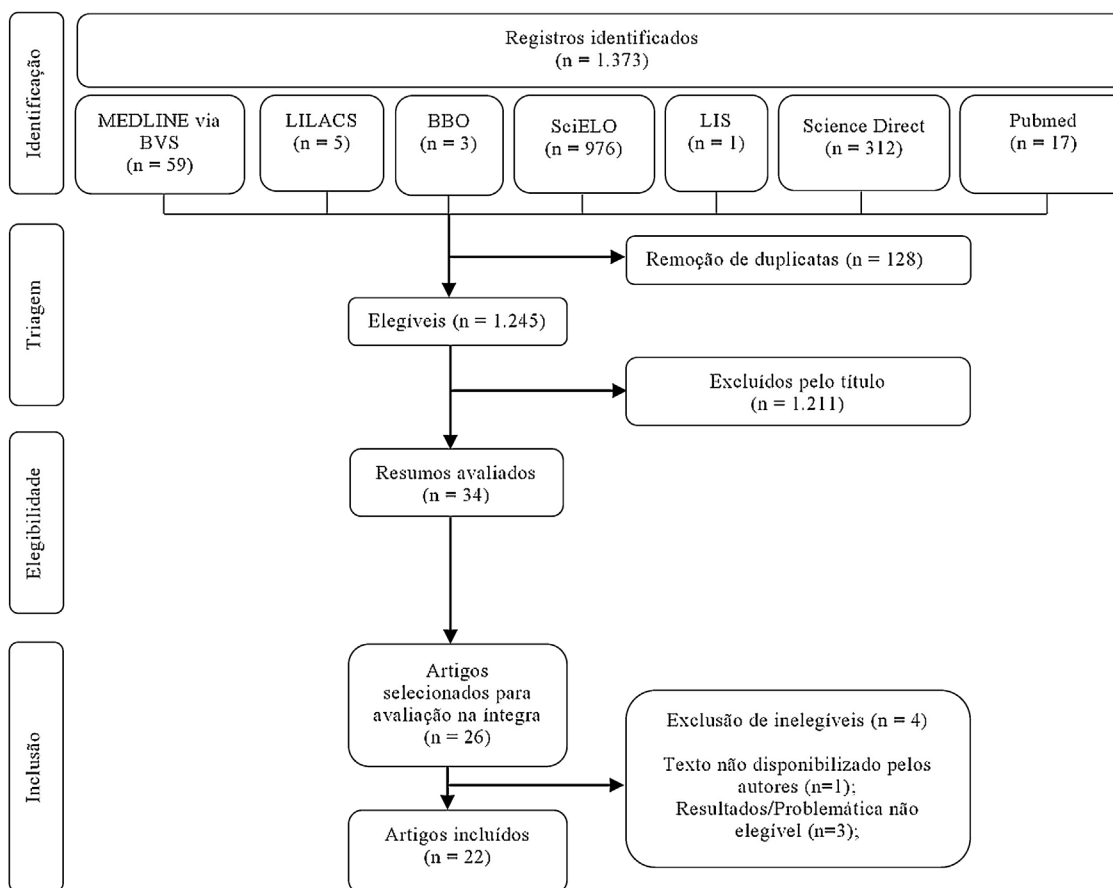 Identificação
Registros identificados
(n = 1.373)
MEDLINE via
BVS
(n = 59)
LILACS
(n = 5)
BBO
(n = 3)
SciELO
(n = 976)
LIS
(n = 1)
Science Direct
(n = 312)
Pubmed
(n = 17)
Triagem
Remoção de duplicatas (n = 128)
Elegíveis (n = 1.245)
Excluídos pelo título
(n = 1.211)
Elegibilidade
Resumos avaliados
(n = 34)
Inclusão
Artigos
selecionados para
avaliação na íntegra
(n = 26)
Exclusão de inelegíveis (n = 4)
Texto não disponibilizado pelos
autores (n=1);
Resultados/Problemática não
elegível (n=3);
Artigos incluídos
(n = 22)